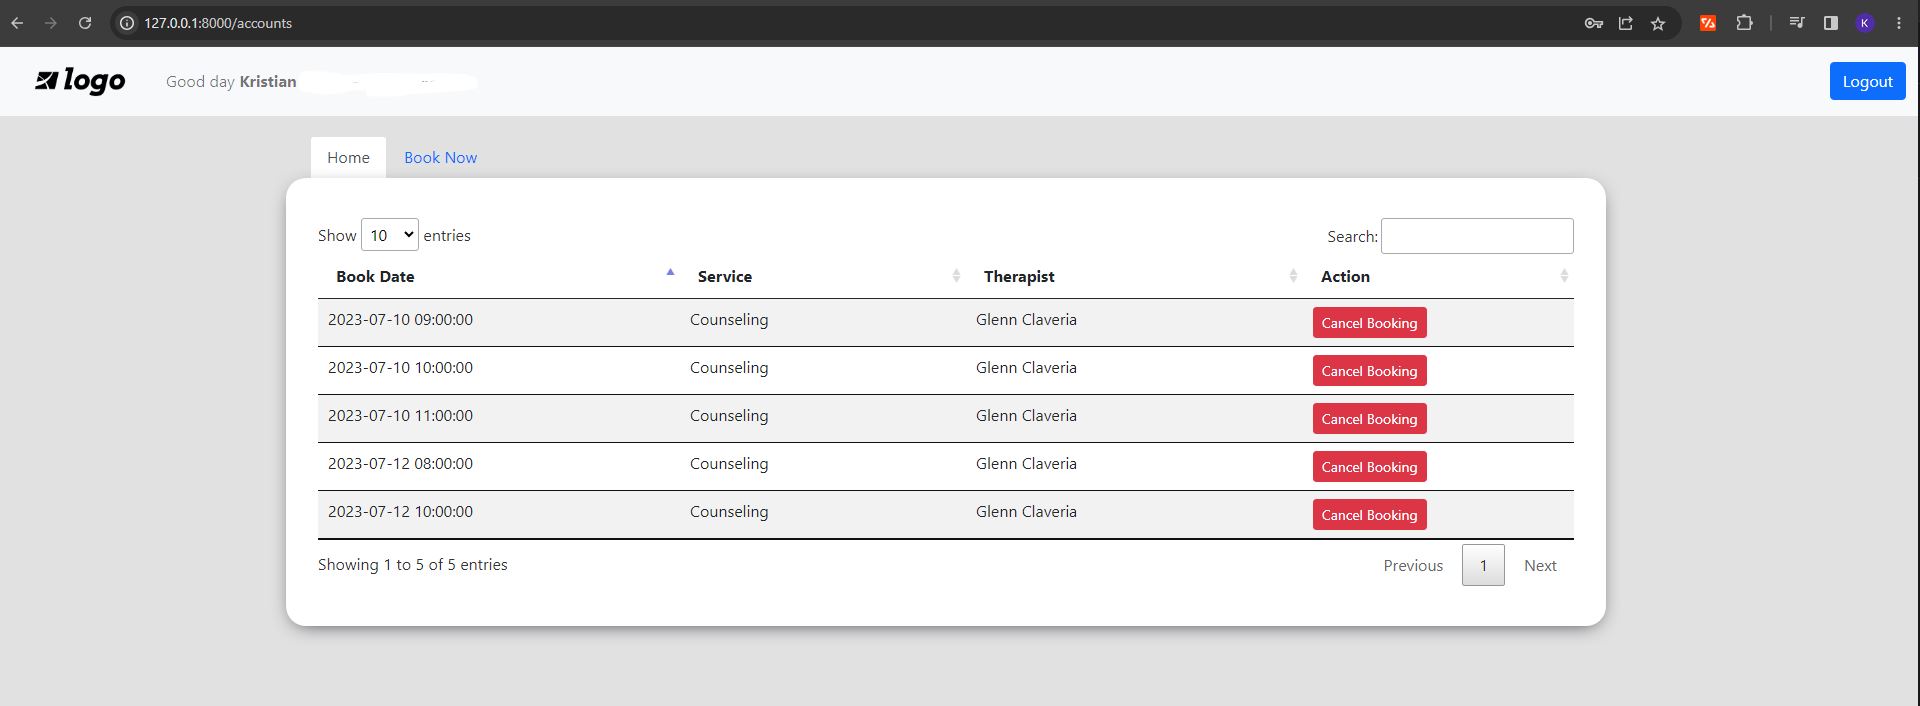 127.0.0.1:8000/accounts
K
logo
Good day Kristian
Logout
Home
Book Now
Show 10 entries
Search:
Book Date Service Therapist Action
2023-07-10 09:00:00 Counseling Glenn Claveria Cancel Booking
2023-07-10 10:00:00 Counseling Glenn Claveria Cancel Booking
2023-07-10 11:00:00 Counseling Glenn Claveria Cancel Booking
2023-07-12 08:00:00 Counseling Glenn Claveria Cancel Booking
2023-07-12 10:00:00 Counseling Glenn Claveria Cancel Booking
Showing 1 to 5 of 5 entries
Previous 1 Next